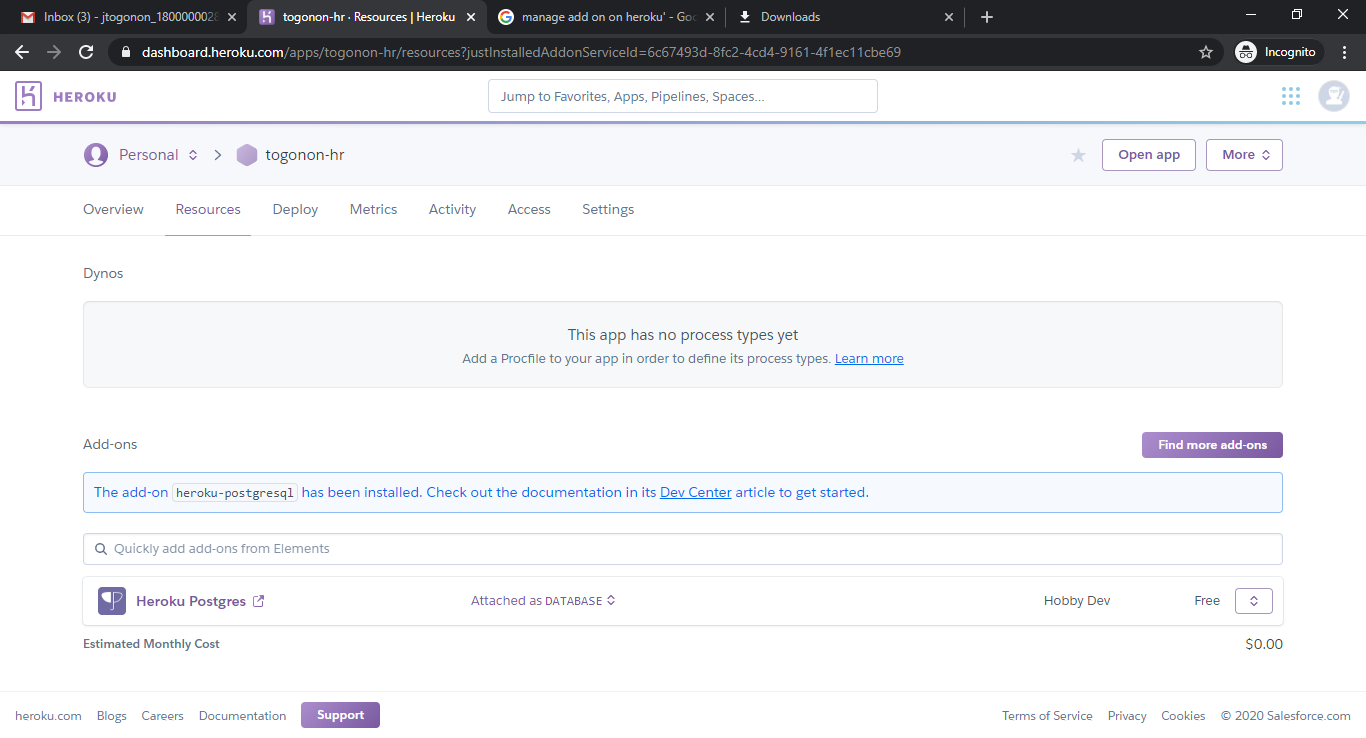 Inbox (3) - jtogonon_1800000028
togonon-hr · Resources | Heroku
manage add on on heroku' - Goo
Downloads
dashboard.heroku.com/apps/togonon-hr/resources?justInstalledAddonServiceId=6c67493d-8fc2-4cd4-9161-4f1ec11cbe69
Incognito
HEROKU
Jump to Favorites, Apps, Pipelines, Spaces...
Personal
togonon-hr
Open app
More
Overview
Resources
Deploy
Metrics
Activity
Access
Settings
Dynos
This app has no process types yet
Add a Procfile to your app in order to define its process types. Learn more
Add-ons
Find more add-ons
The add-on heroku-postgresql has been installed. Check out the documentation in its Dev Center article to get started.
Quickly add add-ons from Elements
Heroku Postgres
Attached as DATABASE
Hobby Dev
Free
Estimated Monthly Cost
$0.00
heroku.com
Blogs
Careers
Documentation
Support
Terms of Service
Privacy
Cookies
© 2020 Salesforce.com